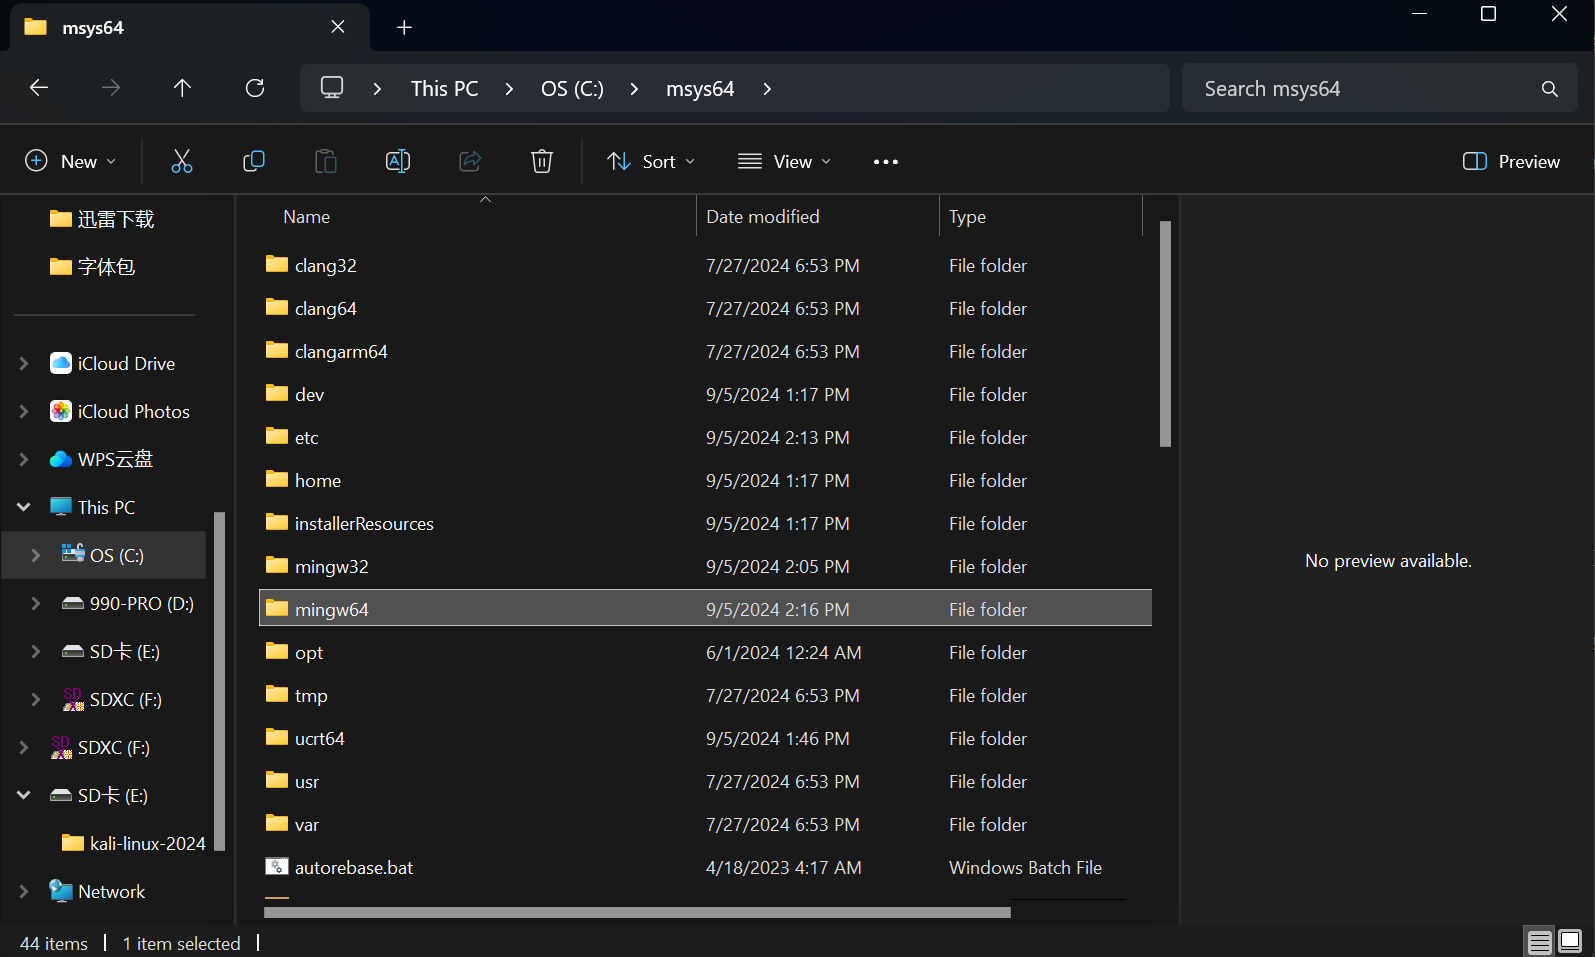 msys64
This PC > OS (C:) > msys64 >
Search msys64
New
Sort
View
Preview
迅雷下载
字体包
iCloud Drive
iCloud Photos
WPS云盘
This PC
OS (C:)
990-PRO (D:)
SD卡 (E:)
SDXC (F:)
SDXC (F:)
SD卡 (E:)
kali-linux-2024
Network
Name Date modified Type
clang32 7/27/2024 6:53 PM File folder
clang64 7/27/2024 6:53 PM File folder
clangarm64 7/27/2024 6:53 PM File folder
dev 9/5/2024 1:17 PM File folder
etc 9/5/2024 2:13 PM File folder
home 9/5/2024 1:17 PM File folder
installerResources 9/5/2024 1:17 PM File folder
mingw32 9/5/2024 2:05 PM File folder
mingw64 9/5/2024 2:16 PM File folder
opt 6/1/2024 12:24 AM File folder
tmp 7/27/2024 6:53 PM File folder
ucrt64 9/5/2024 1:46 PM File folder
usr 7/27/2024 6:53 PM File folder
var 7/27/2024 6:53 PM File folder
autorebase.bat 4/18/2023 4:17 AM Windows Batch File
No preview available.
44 items | 1 item selected |